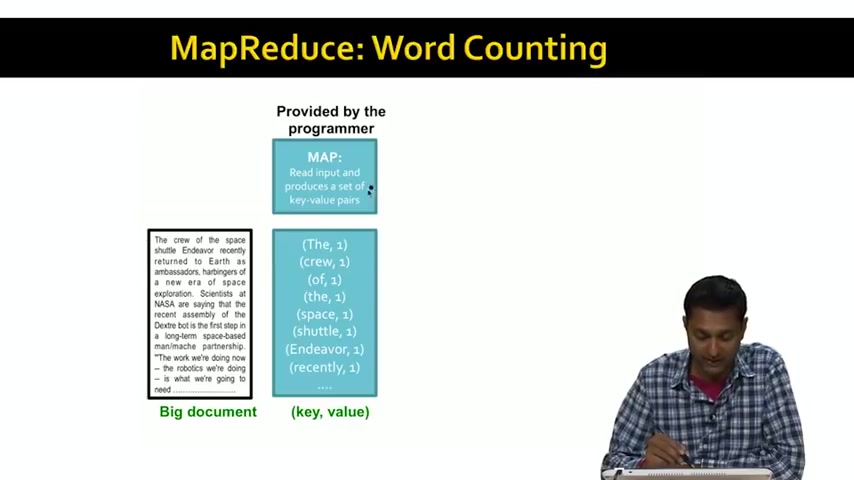 MapReduce: Word Counting
Provided by the
programmer
MAP:
Read input and
produces a set of
key-value pairs
The crew of the space
shuttle Endeavor recently
returned to Earth as
ambassadors, harbingers of
a new era of space
exploration. Scientists at
NASA are saying that the
recent assembly of the
Dextre bot is the first step in
a long-term space-based
man/mache partnership.
"The work we're doing now
– the robotics we're doing
– is what we're going to
need ........................
(The, 1)
(crew, 1)
(of, 1)
(the, 1)
(space, 1)
(shuttle, 1)
(Endeavor, 1)
(recently, 1)
....
Big document
(key, value)